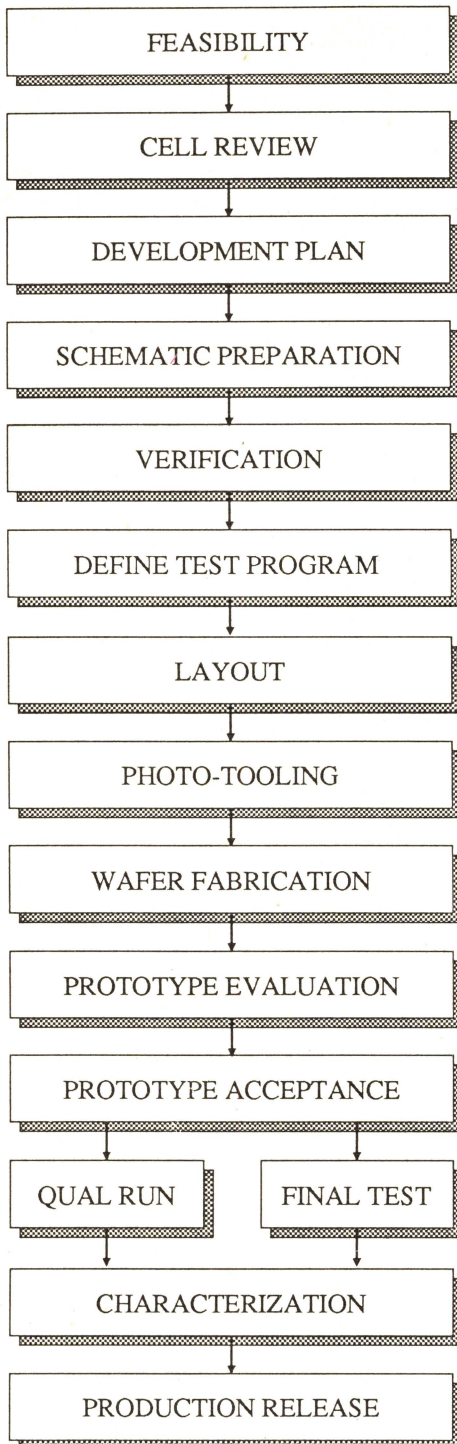 FEASIBILITY
CELL REVIEW
DEVELOPMENT PLAN
SCHEMATIC PREPARATION
VERIFICATION
DEFINE TEST PROGRAM
LAYOUT
PHOTO-TOOLING
WAFER FABRICATION
PROTOTYPE EVALUATION
PROTOTYPE ACCEPTANCE
QUAL RUN
FINAL TEST
CHARACTERIZATION
PRODUCTION RELEASE